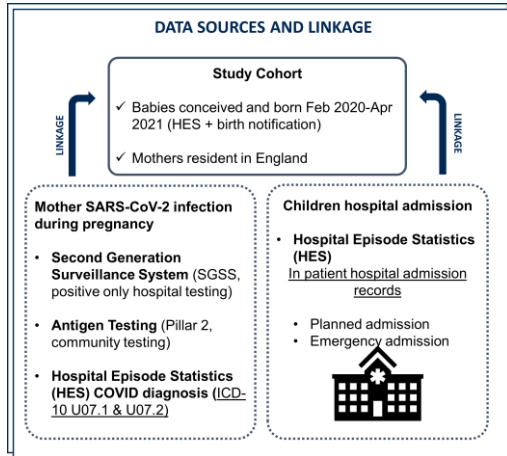 DATA SOURCES AND LINKAGE
Study Cohort
✓ Babies conceived and born Feb 2020-Apr
2021 (HES + birth notification)
✓ Mothers resident in England
LINKAGE
LINKAGE
Mother SARS-CoV-2 infection
during pregnancy
• Second Generation
Surveillance System (SGSS,
positive only hospital testing)
• Antigen Testing (Pillar 2,
community testing)
• Hospital Episode Statistics
(HES) COVID diagnosis (ICD-
10 U07.1 & U07.2)
Children hospital admission
• Hospital Episode Statistics
(HES)
In patient hospital admission
records
• Planned admission
• Emergency admission